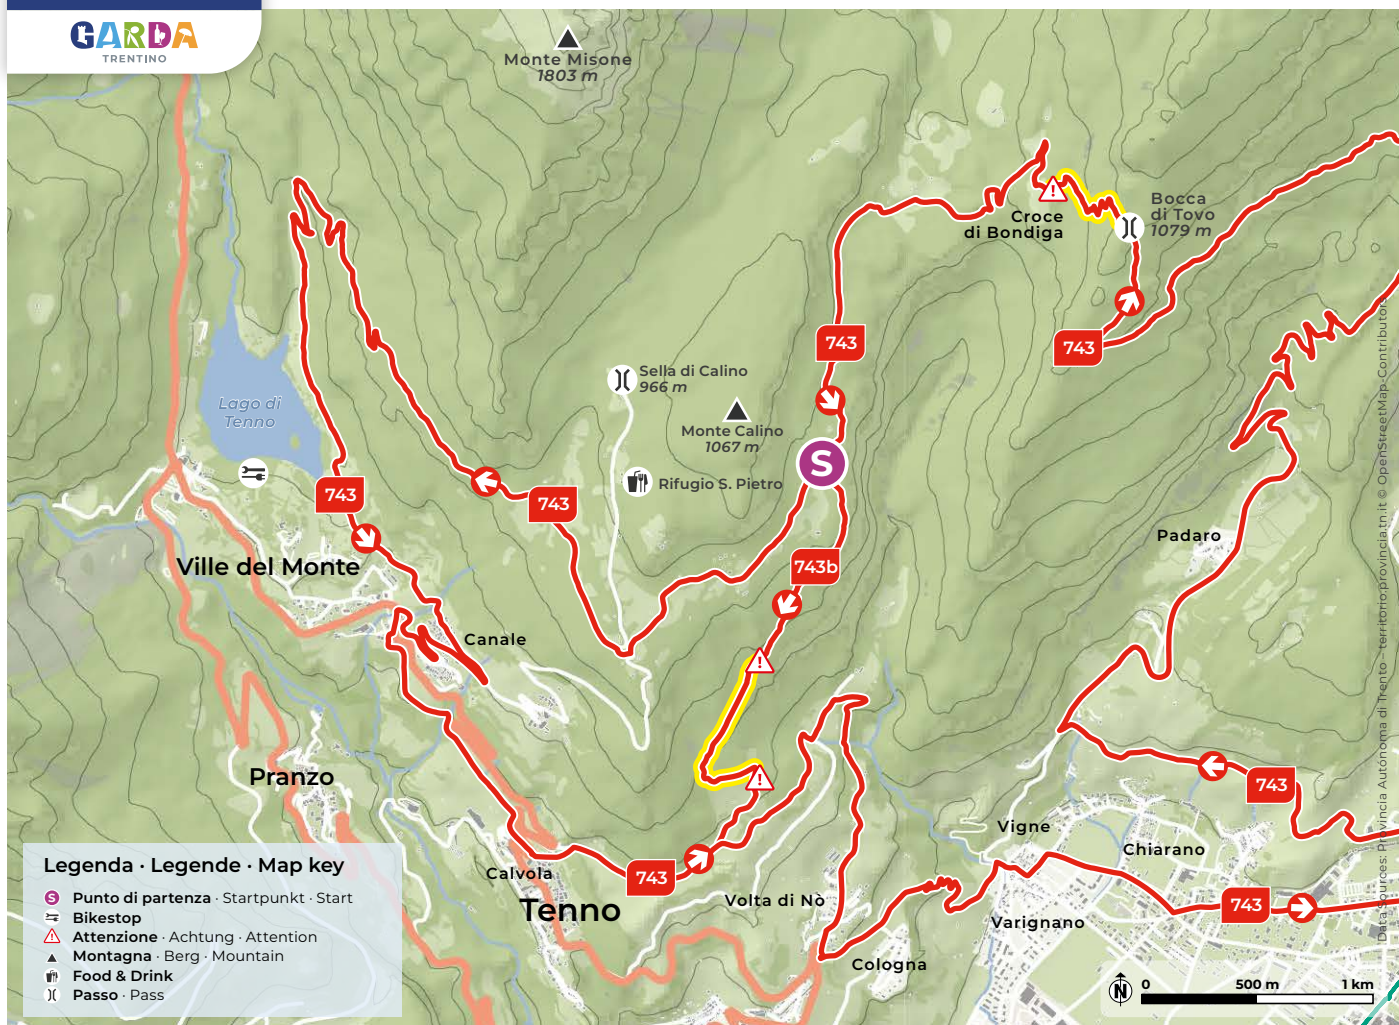 GARDA
TRENTINO
Monte Misone
1803 m
Bocca
di Tovo
1079 m
Croce
di Bondiga
743
743
Sella di Calino
966 m
Lago di
Tenno
Monte Calino
1067 m
S
Rifugio S. Pietro
743
743
Padaro
Ville del Monte
743b
Canale
Pranzo
743
Vigne
Chiarano
Calvola
743
Tenno
Volta di Nò
743
Varignano
Cologna
Legenda · Legende · Map key
S Punto di partenza · Startpunkt · Start
Bikestop
Attenzione · Achtung · Attention
Montagna · Berg · Mountain
Food & Drink
Passo · Pass
N
0 500 m 1 km
Data Sources: Provincia Autonoma di Trento – territorio.provincia.tn.it © OpenStreetMap-Contributors